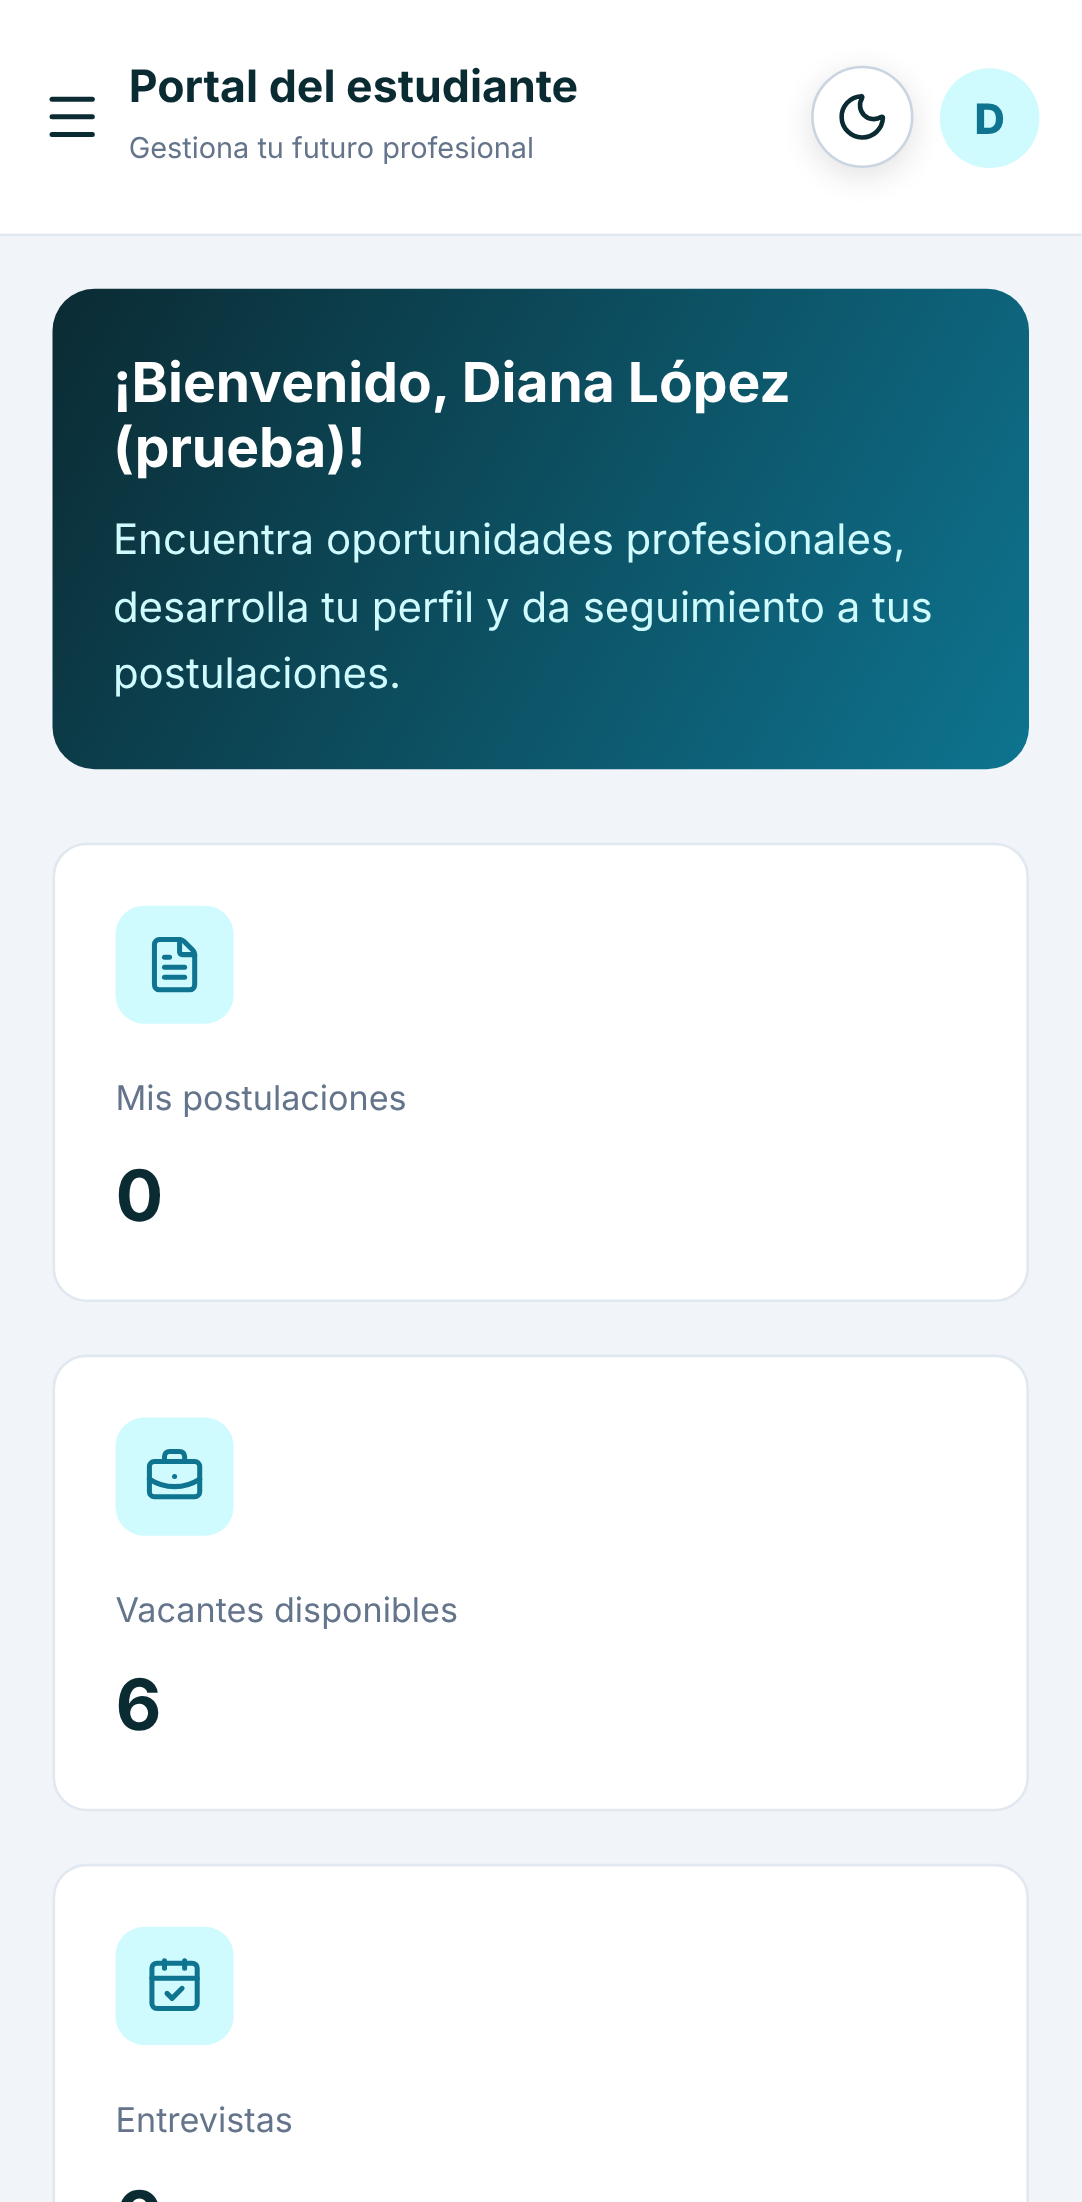 Portal del estudiante
Gestiona tu futuro profesional
D
¡Bienvenido, Diana López
(prueba)!
Encuentra oportunidades profesionales,
desarrolla tu perfil y da seguimiento a tus
postulaciones.
Mis postulaciones
0
Vacantes disponibles
6
Entrevistas